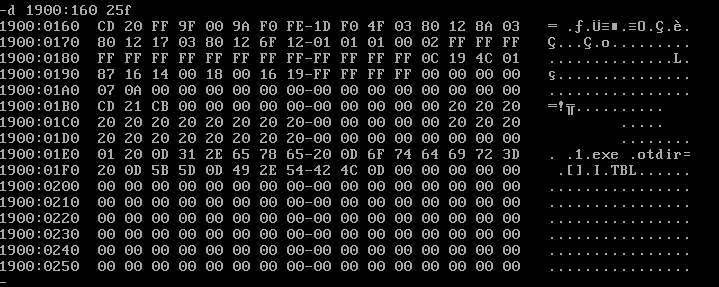 -d 1900:160 25f
1900:0160  CD 20 FF 9F 00 9A F0 FE-1D F0 4F 03 80 12 8A 03   ═ .ƒ.Ü≡■.≡O.Ç.è.
1900:0170  80 12 17 03 80 12 6F 12-01 01 01 00 02 FF FF FF   Ç...Ç.o.........
1900:0180  FF FF FF FF FF FF FF FF-FF FF FF FF 0C 19 4C 01   ..............L.
1900:0190  87 16 14 00 18 00 16 19-FF FF FF FF 00 00 00 00   ç...............
1900:01A0  07 0A 00 00 00 00 00 00-00 00 00 00 00 00 00 00   ................
1900:01B0  CD 21 CB 00 00 00 00 00-00 00 00 00 00 20 20 20   ═!╦..........
1900:01C0  20 20 20 20 20 20 20 20-00 00 00 00 00 20 20 20           .....
1900:01D0  20 20 20 20 20 20 20 20-00 00 00 00 00 00 00 00           ........
1900:01E0  01 20 0D 31 2E 65 78 65-20 0D 6F 74 64 69 72 3D   . .1.exe .otdir=
1900:01F0  20 0D 5B 5D 0D 49 2E 54-42 4C 0D 00 00 00 00 00    .[].I.TBL......
1900:0200  00 00 00 00 00 00 00 00-00 00 00 00 00 00 00 00   ................
1900:0210  00 00 00 00 00 00 00 00-00 00 00 00 00 00 00 00   ................
1900:0220  00 00 00 00 00 00 00 00-00 00 00 00 00 00 00 00   ................
1900:0230  00 00 00 00 00 00 00 00-00 00 00 00 00 00 00 00   ................
1900:0240  00 00 00 00 00 00 00 00-00 00 00 00 00 00 00 00   ................
1900:0250  00 00 00 00 00 00 00 00-00 00 00 00 00 00 00 00   ................
-